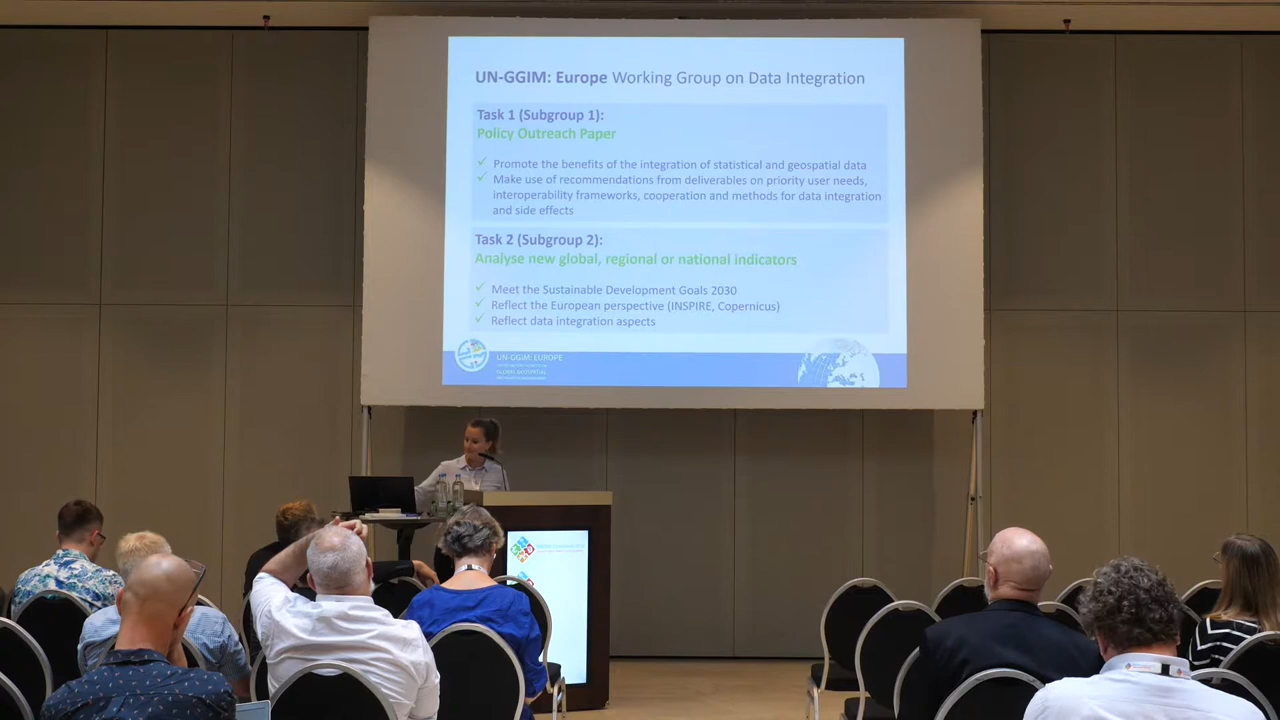 UN-GGIM: Europe Working Group on Data Integration
Task 1 (Subgroup 1):
Policy Outreach Paper
✓ Promote the benefits of the integration of statistical and geospatial data
✓ Make use of recommendations from deliverables on priority user needs,
interoperability frameworks, cooperation and methods for data integration
and side effects
Task 2 (Subgroup 2):
Analyse new global, regional or national indicators
✓ Meet the Sustainable Development Goals 2030
✓ Reflect the European perspective (INSPIRE, Copernicus)
✓ Reflect data integration aspects
UN-GGIM: EUROPE
GLOBAL GEOSPATIAL